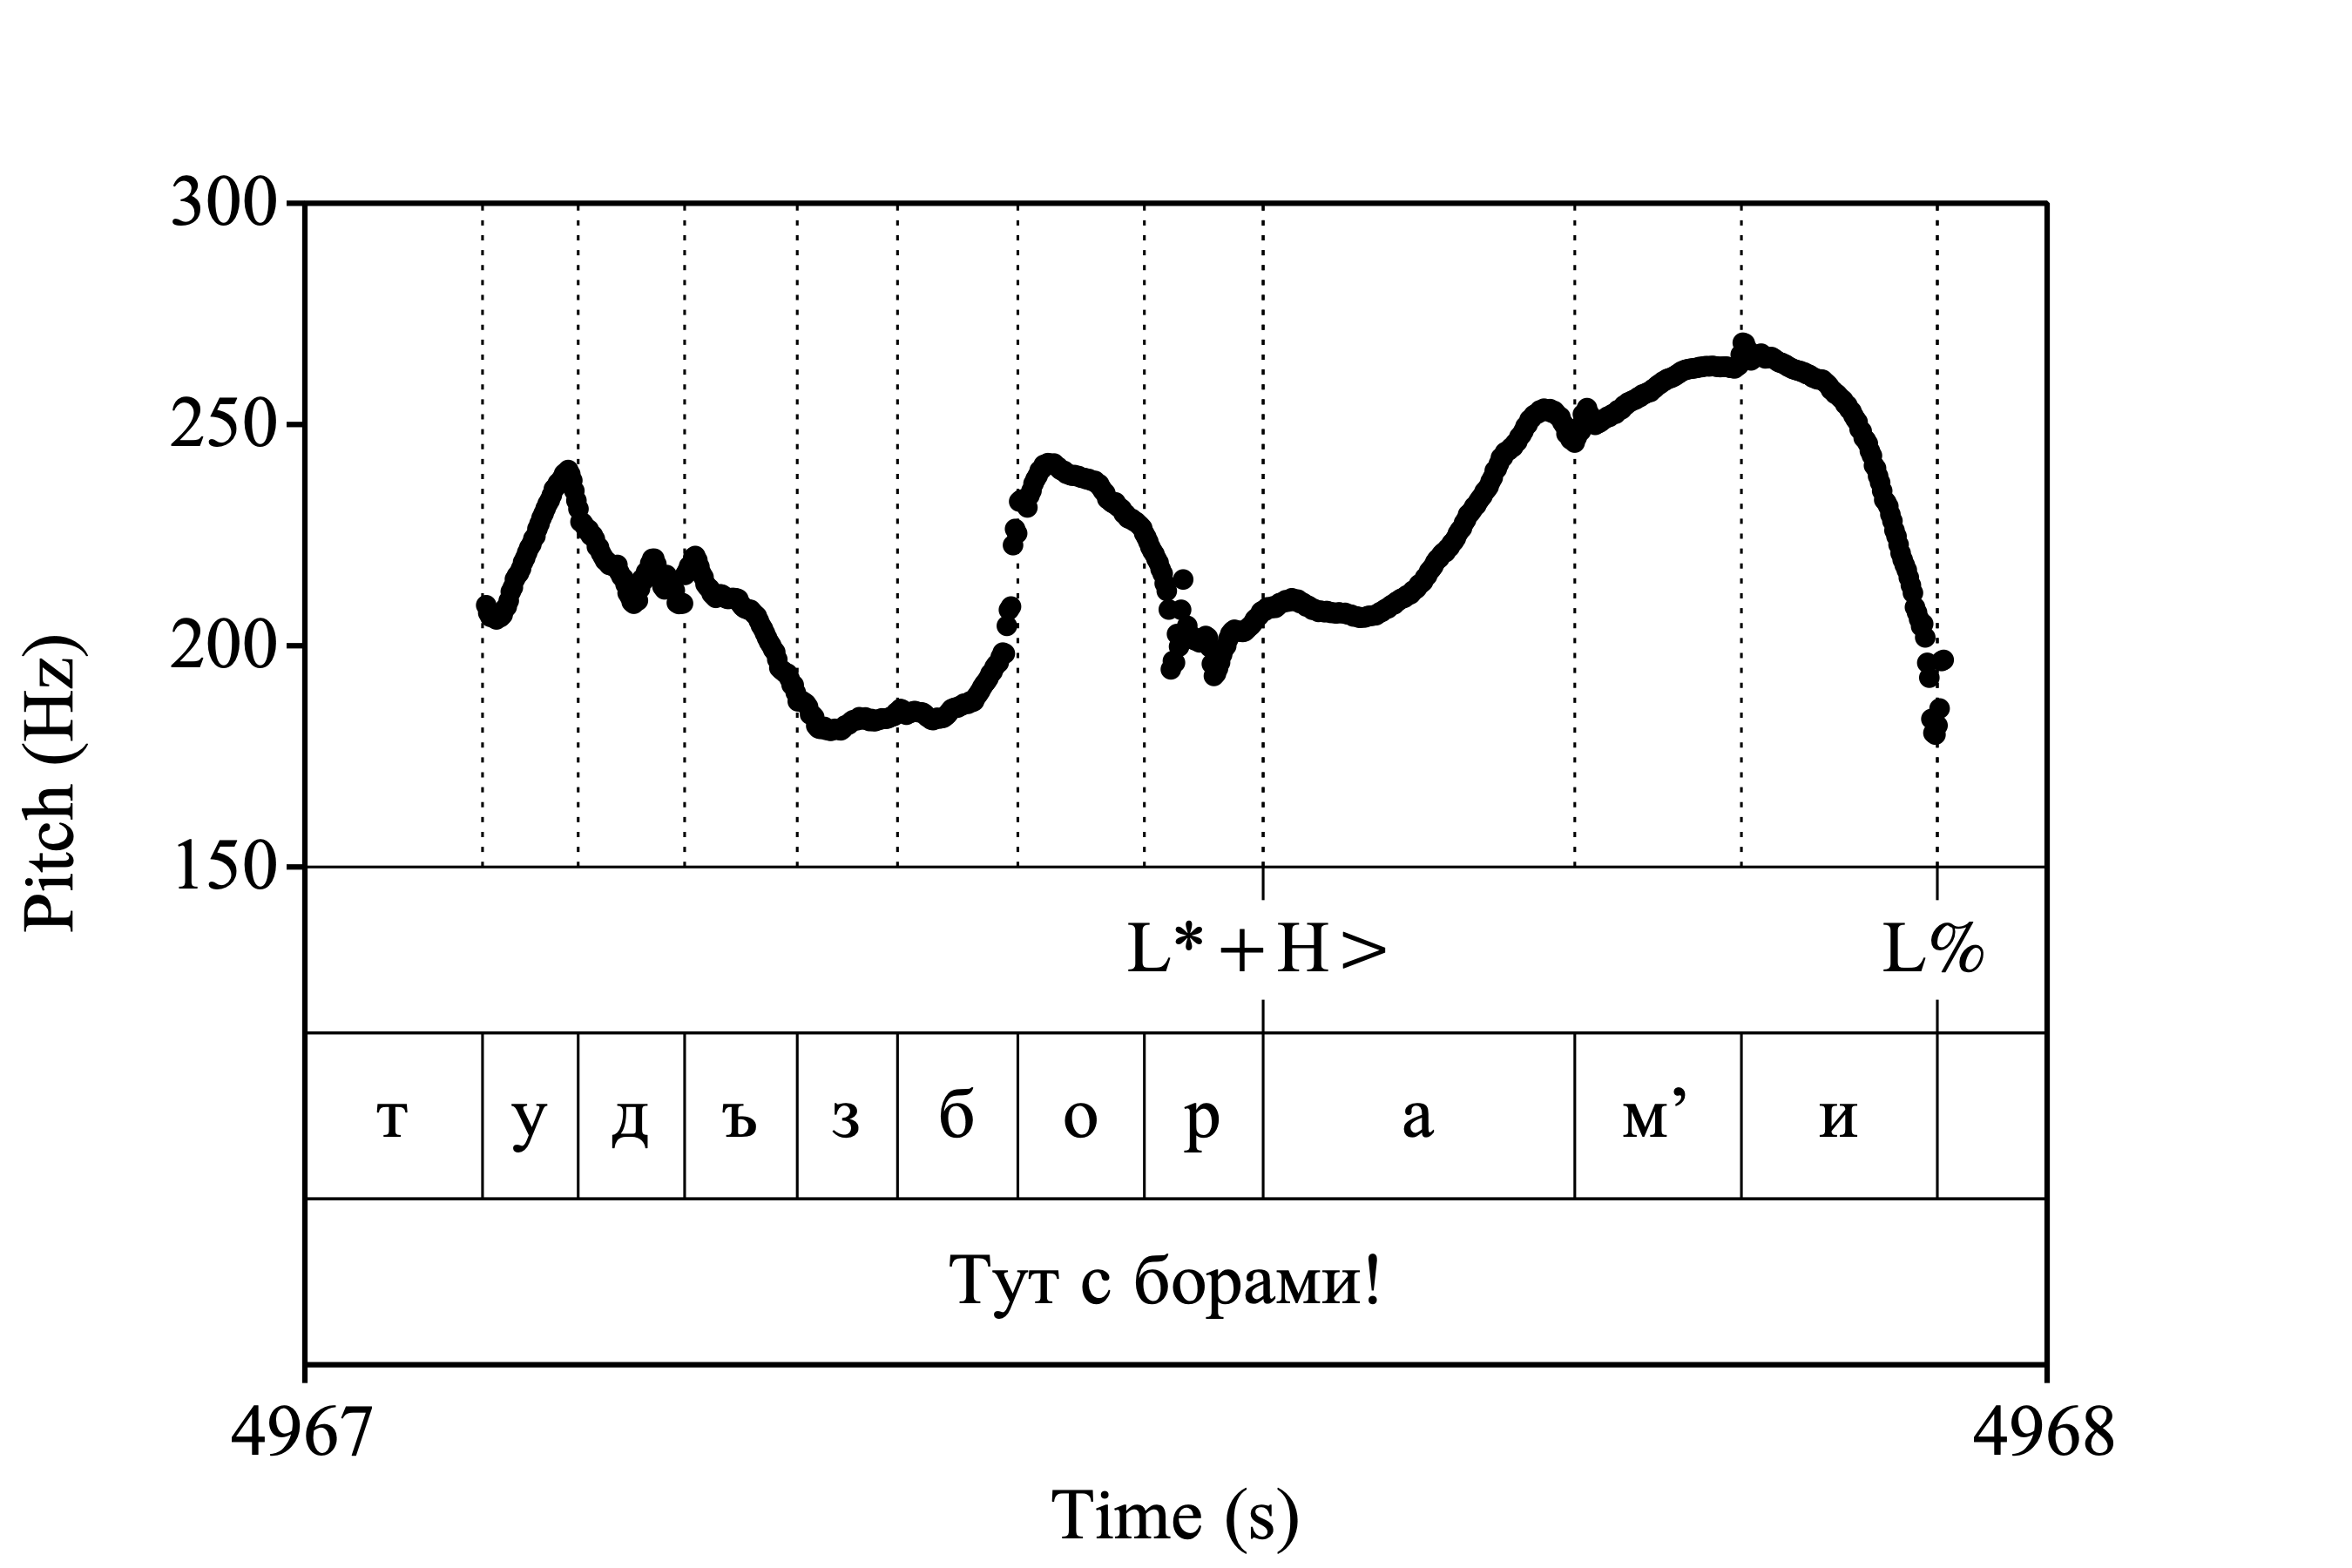 300
250
200
150
Pitch (Hz)
L*+H> L%
т у д ъ з б о р а м’ и
Тут с борами!
4967 4968
Time (s)